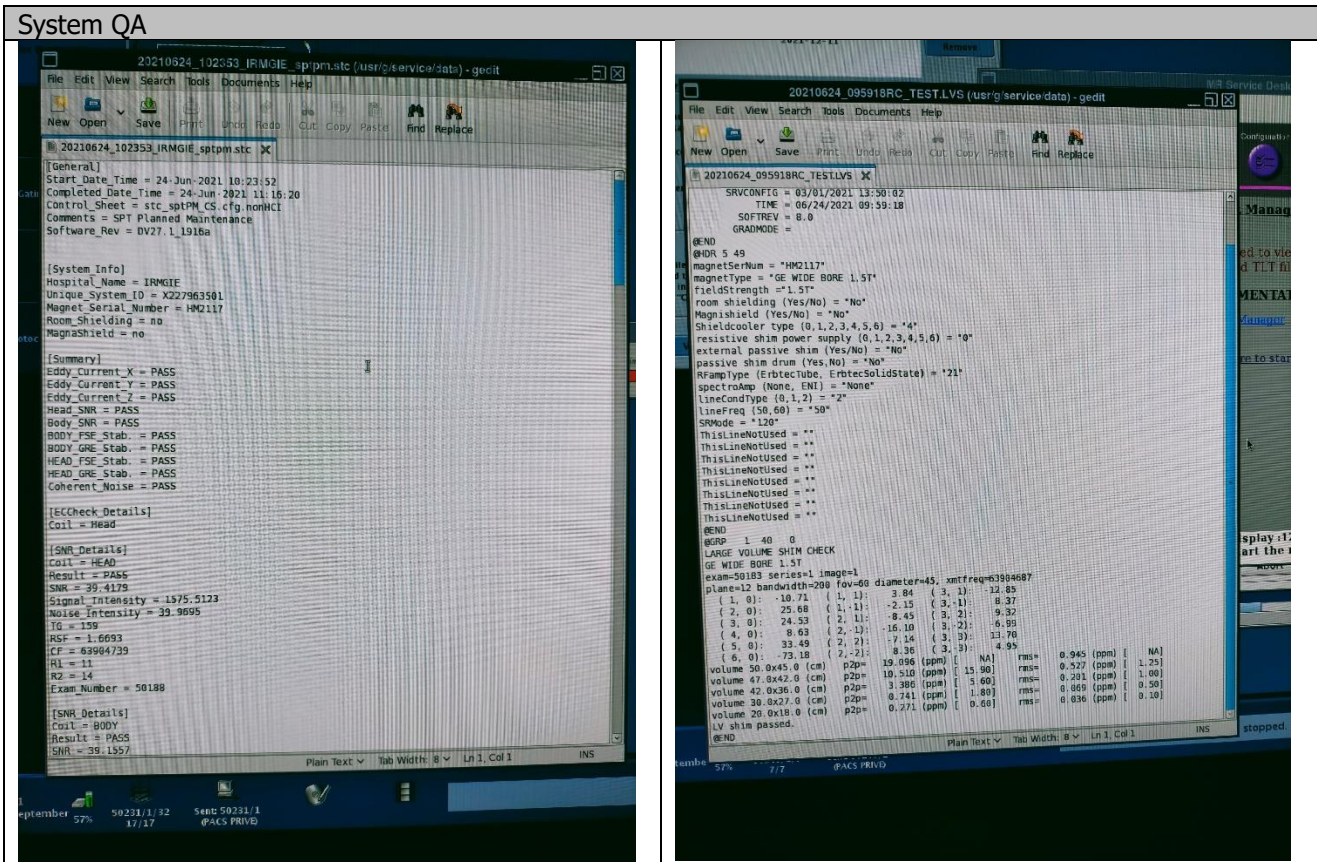 System QA
20210624_102353_IRMGIE_sptpm.stc (/usr/g/service/data) - gedit
File Edit View Search Tools Documents Help
New Open Save Print Undo Redo Cut Copy Paste Find Replace
20210624_102353_IRMGIE_sptpm.stc
[General]
Start_Date_Time = 24-Jun-2021 10:23:52
Completed_Date_Time = 24-Jun-2021 11:16:20
Control_Sheet = stc_sptPM_CS.cfg.nonHCI
Comments = SPT Planned Maintenance
Software_Rev = DV27.1_1916a
[System_Info]
Hospital_Name = IRMGIE
Unique_System_ID = X227963501
Magnet_Serial_Number = HM2117
Room_Shielding = no
MagnaShield = no
[Summary]
Eddy_Current_X = PASS
Eddy_Current_Y = PASS
Eddy_Current_Z = PASS
Head_SNR = PASS
Body_SNR = PASS
BODY_FSE_Stab. = PASS
BODY_GRE_Stab. = PASS
HEAD_FSE_Stab. = PASS
HEAD_GRE_Stab. = PASS
Coherent_Noise = PASS
[ECCheck_Details]
Coil = Head
[SNR_Details]
Coil = HEAD
Result = PASS
SNR = 39.4179
Signal_Intensity = 1575.5123
Noise_Intensity = 39.9695
TG = 159
RSF = 1.6693
CF = 63904739
R1 = 11
R2 = 14
Exam_Number = 50188
[SNR_Details]
Coil = BODY
Result = PASS
SNR = 39.1557
Plain Text Tab Width: 8 Ln 1, Col 1 INS
eptember 57% 50231/1/32 Sent: 50231/1
17/17 (PACS PRIVE)
Remove
MR Service Desk
20210624_095918RC_TEST.LVS (/usr/g/service/data) - gedit
File Edit View Search Tools Documents Help
New Open Save Print Undo Redo Cut Copy Paste Find Replace
20210624_095918RC_TEST.LVS
SRVCONFIG = 03/01/2021 13:50:02
TIME = 06/24/2021 09:59:18
SOFTREV = 8.0
GRADMODE =
@END
@HDR 5 49
magnetSerNum = "HM2117"
magnetType = "GE WIDE BORE 1.5T"
fieldStrength ="1.5T"
room shielding (Yes/No) = "No"
Magnishield (Yes/No) = "No"
Shieldcooler type (0,1,2,3,4,5,6) = "4"
resistive shim power supply (0,1,2,3,4,5,6) = "0"
external passive shim (Yes/No) = "No"
passive shim drum (Yes,No) = "No"
RFampType (ErbtecTube, ErbtecSolidState) = "21"
spectroAmp (None, ENI) = "None"
lineCondType (0,1,2) = "2"
lineFreq (50,60) = "50"
SRMode = "120"
ThisLineNotUsed = ""
ThisLineNotUsed = ""
ThisLineNotUsed = ""
ThisLineNotUsed = ""
ThisLineNotUsed = ""
ThisLineNotUsed = ""
ThisLineNotUsed = ""
@END
@GRP 1 40 0
LARGE VOLUME SHIM CHECK
GE WIDE BORE 1.5T
exam=50183 series=1 image=1
plane=12 bandwidth=200 fov=60 diameter=45, xmtfreq=63904687
( 1, 0): -10.71 ( 1, 1): 3.84 ( 3, 1): -12.85
( 2, 0): 25.68 ( 1,-1): -2.15 ( 3,-1): 8.37
( 3, 0): 24.53 ( 2, 1): -8.45 ( 3, 2): 9.32
( 4, 0): 8.63 ( 2,-1): -16.10 ( 3,-2): -6.99
( 5, 0): 33.49 ( 2, 2): -7.14 ( 3, 3): 13.70
( 6, 0): -73.18 ( 2,-2): 8.36 ( 3,-3): 4.95
volume 50.0x45.0 (cm) p2p= 19.096 (ppm) [ NA] rms= 0.945 (ppm) [ NA]
volume 47.0x42.0 (cm) p2p= 10.510 (ppm) [ 15.90] rms= 0.527 (ppm) [ 1.25]
volume 42.0x36.0 (cm) p2p= 3.386 (ppm) [ 5.60] rms= 0.201 (ppm) [ 1.00]
volume 30.0x27.0 (cm) p2p= 0.741 (ppm) [ 1.80] rms= 0.069 (ppm) [ 0.50]
volume 20.0x18.0 (cm) p2p= 0.271 (ppm) [ 0.60] rms= 0.036 (ppm) [ 0.10]
LV shim passed.
@END
Plain Text Tab Width: 8 Ln 1, Col 1 INS
stopped.
tembe 57% 7/7 (PACS PRIVE)